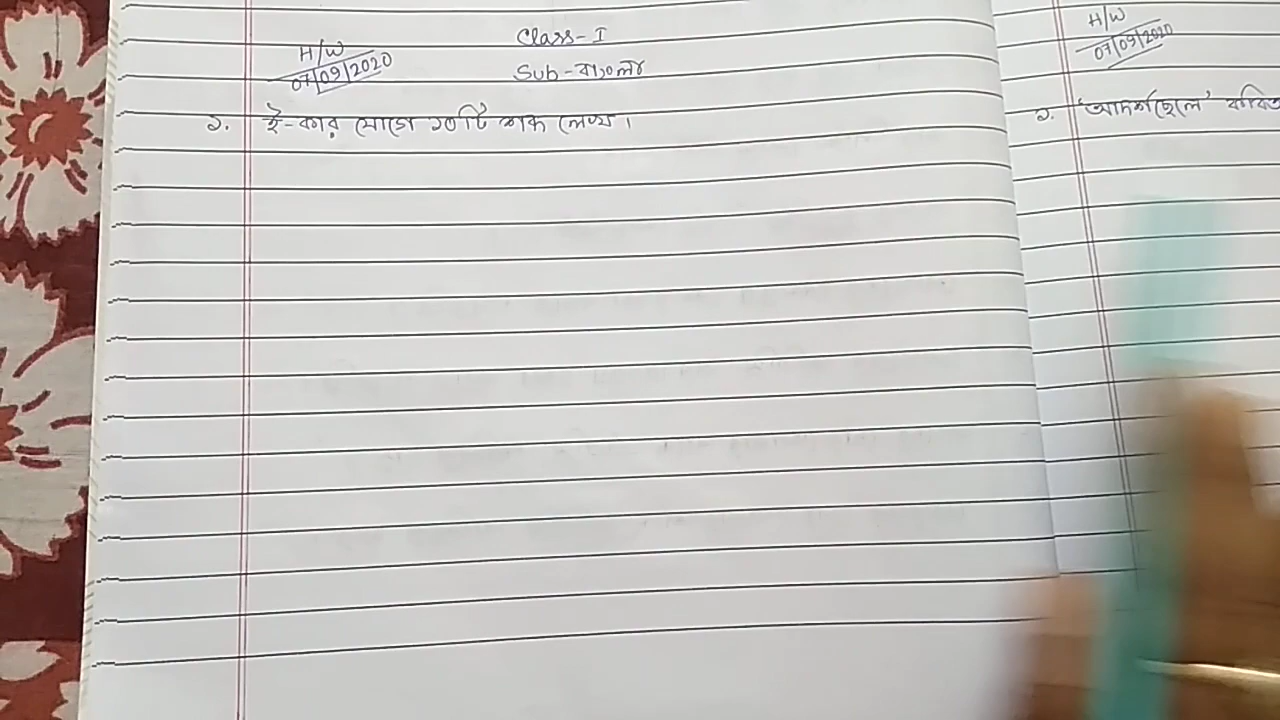 Class-I
H/W
07/09/2020
Sub-বাংলা
১. ই-কার যোগে ১০টি শব্দ লেখ।
H/W
07/09/2020
১. 'আদর্শছেলে'